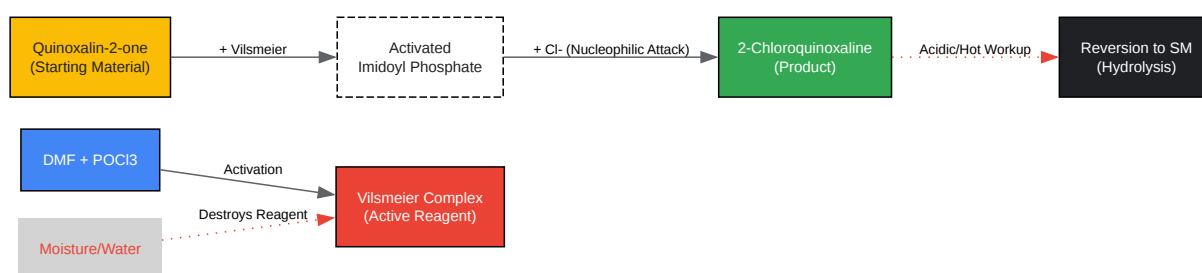 Quinoxalin-2-one
(Starting Material)
+ Vilsmeier
Activated
Imidoyl Phosphate
+ Cl- (Nucleophilic Attack)
2-Chloroquinoxaline
(Product)
Acidic/Hot Workup
Reversion to SM
(Hydrolysis)
DMF + POCl3
Activation
Vilsmeier Complex
(Active Reagent)
Destroys Reagent
Moisture/Water